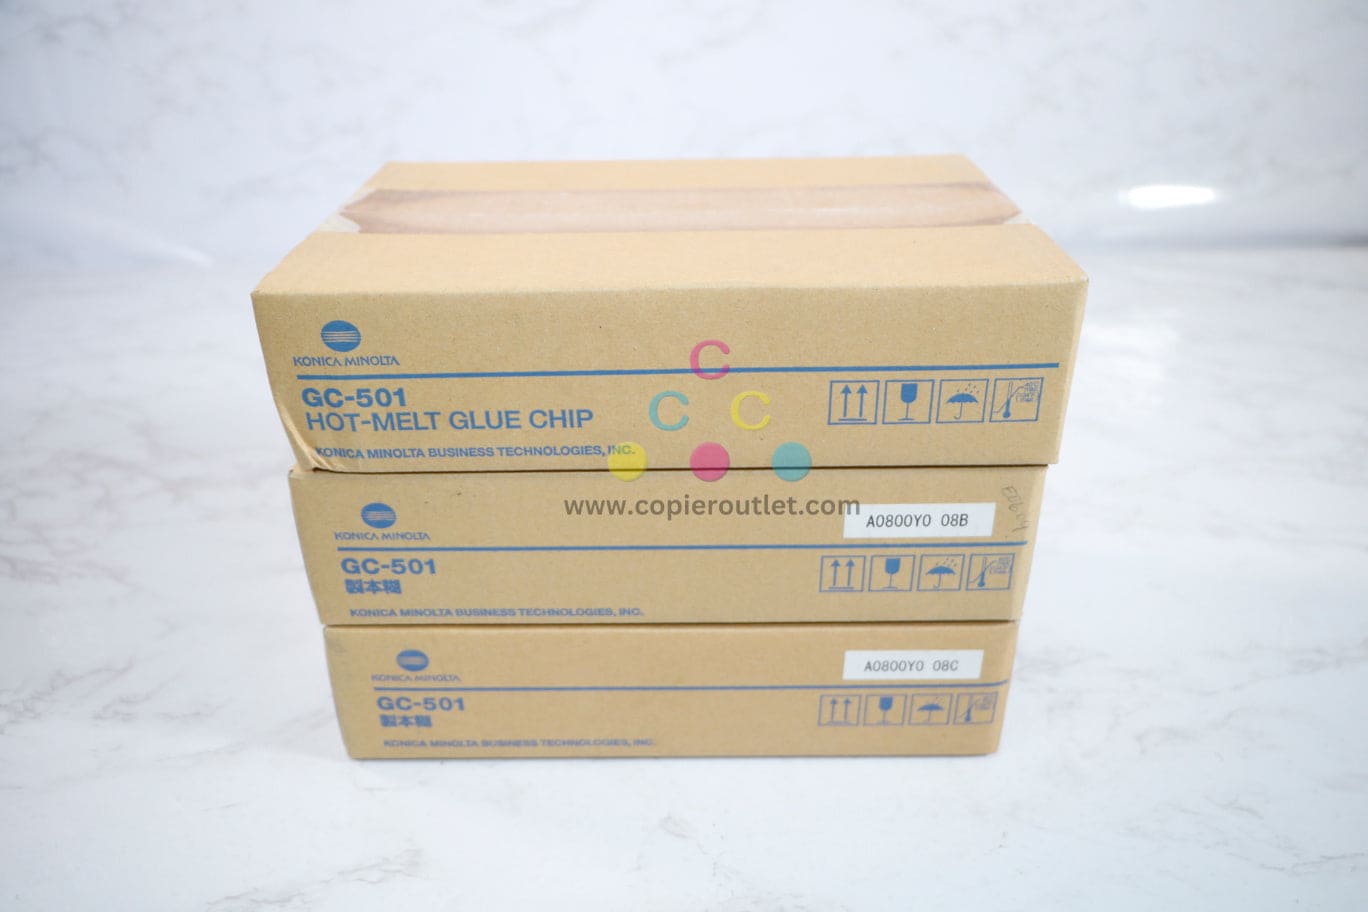 KONICA MINOLTA
GC-501
HOT-MELT GLUE CHIP
KONICA MINOLTA BUSINESS TECHNOLOGIES, INC.
C
C C
www.copieroutlet.com
KONICA MINOLTA
A0800Y0 08B
GC-501
製本糊
KONICA MINOLTA BUSINESS TECHNOLOGIES, INC.
KONICA MINOLTA
A0800Y0 08C
GC-501
製本糊
KONICA MINOLTA BUSINESS TECHNOLOGIES, INC.